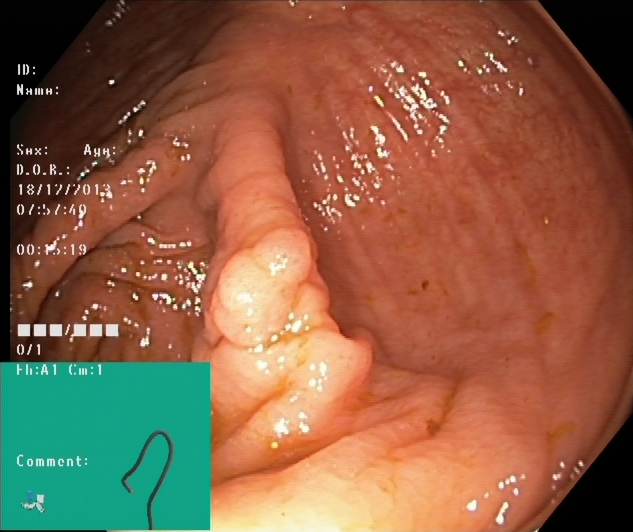 ID:
Name:
Sex: Age:
D.O.B.:
18/12/2013
07:57:40
00:15:19
0/1
Eh:A1 Cm:1
Comment: